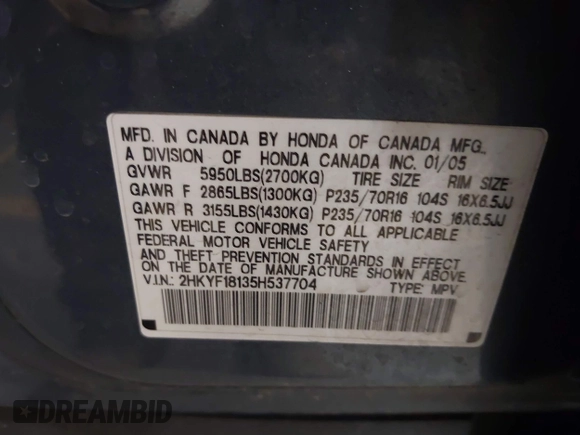 MFD. IN CANADA BY HONDA OF CANADA MFG.,
A DIVISION OF HONDA CANADA INC. 01/05
GVWR 5950LBS(2700KG) TIRE SIZE RIM SIZE
GAWR F 2865LBS(1300KG) P235/70R16 104S 16X6.5JJ
GAWR R 3155LBS(1430KG) P235/70R16 104S 16X6.5JJ
THIS VEHICLE CONFORMS TO ALL APPLICABLE
FEDERAL MOTOR VEHICLE SAFETY
AND THEFT PREVENTION STANDARDS IN EFFECT
ON THE DATE OF MANUFACTURE SHOWN ABOVE.
V.I.N.: 2HKYF18135H537704 TYPE: MPV
DREAMBID